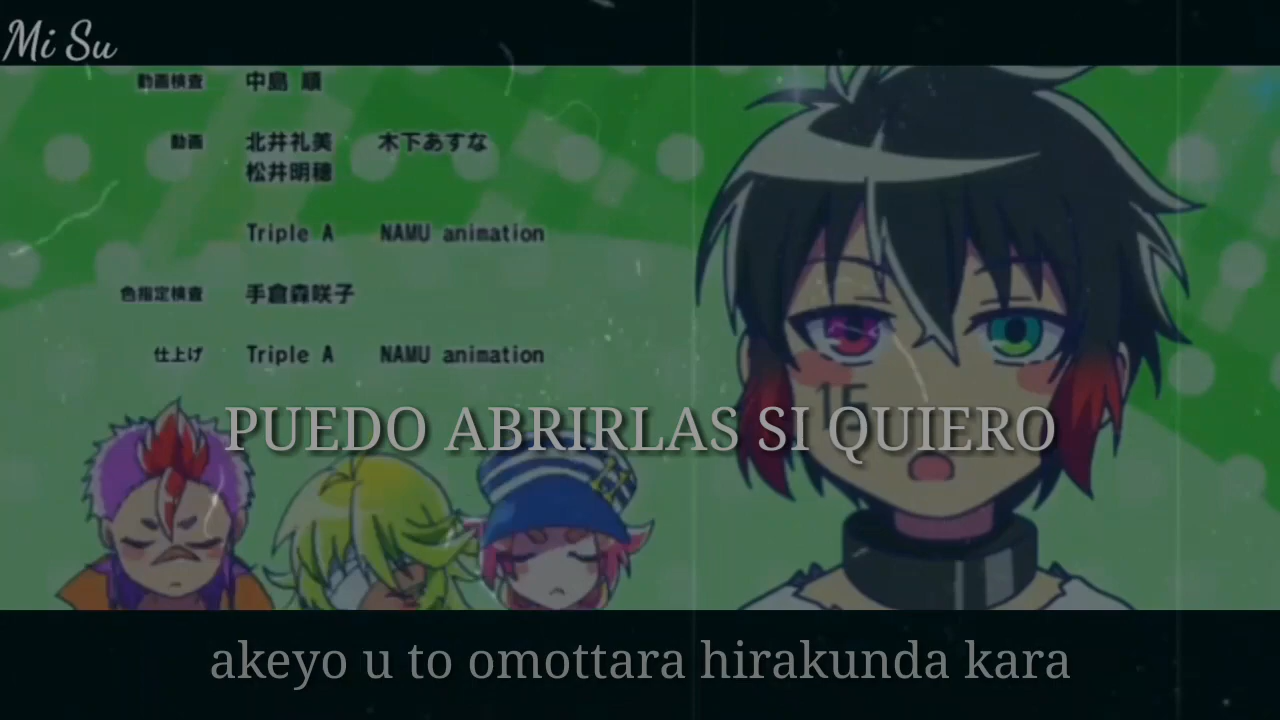 Mi Su
動画検査 中島 順
動画 北井礼美 木下あすな
松井明穂
Triple A NAMU animation
色指定検査 手倉森咲子
仕上げ Triple A NAMU animation
15
PUEDO ABRIRLAS SI QUIERO
akeyo u to omottara hirakunda kara